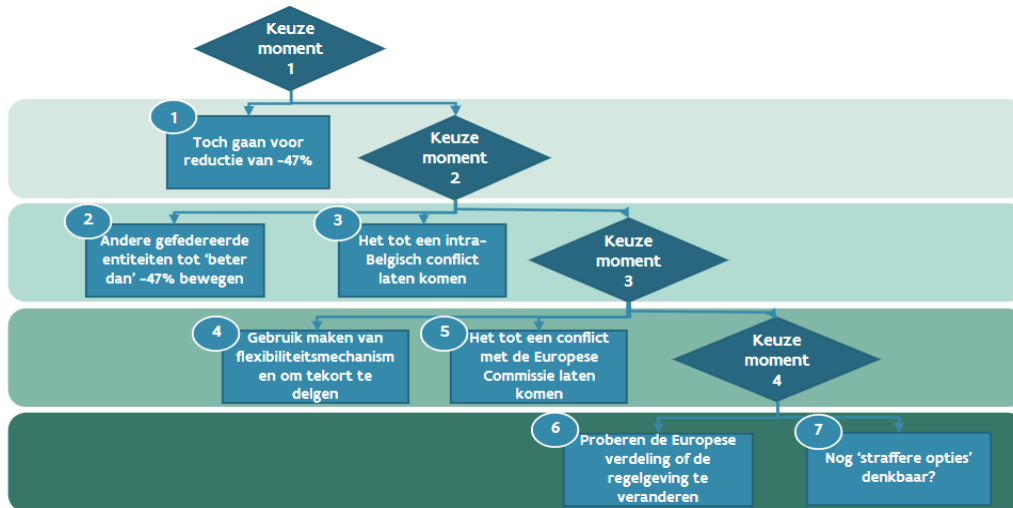 Keuze
moment
1
1
Toch gaan voor
reductie van -47%
Keuze
moment
2
2
Andere gefedereerde
entiteiten tot ‘beter
dan’ -47% bewegen
3
Het tot een intra-
Belgisch conflict
laten komen
Keuze
moment
3
4
Gebruik maken van
flexibiliteitsmechanism
en om tekort te
delgen
5
Het tot een conflict
met de Europese
Commissie laten
komen
Keuze
moment
4
6
Proberen de Europese
verdeling of de
regelgeving te
veranderen
7
Nog ‘straffere opties’
denkbaar?